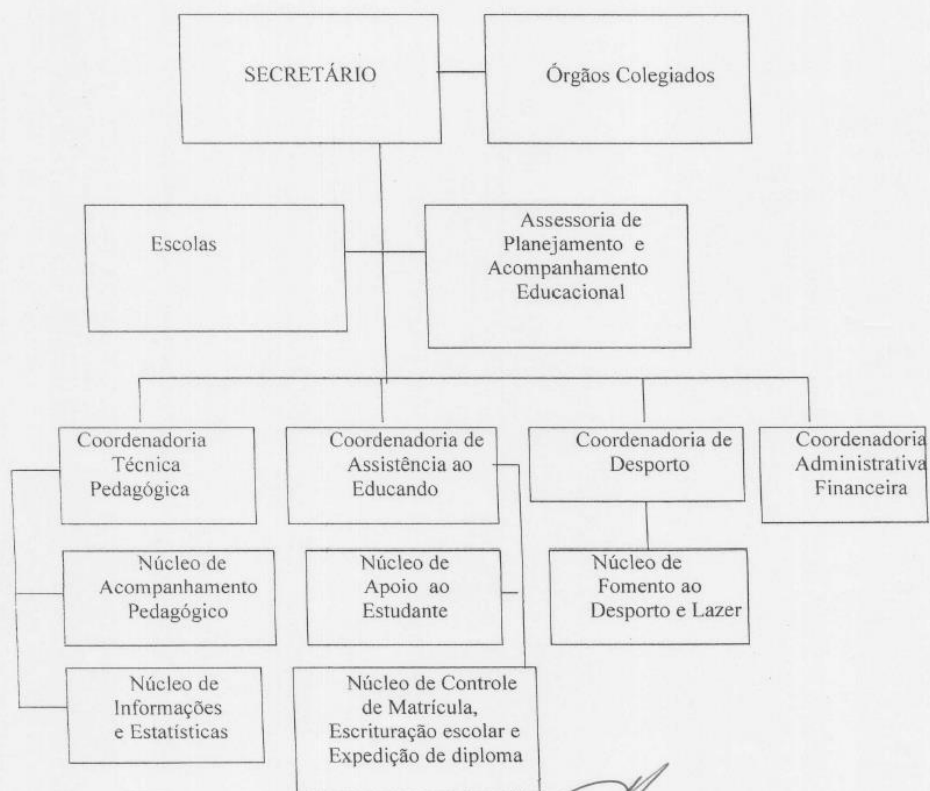 SECRETÁRIO
Órgãos Colegiados
Escolas
Assessoria de
Planejamento e
Acompanhamento
Educacional
Coordenadoria
Técnica
Pedagógica
Coordenadoria de
Assistência ao
Educando
Coordenadoria de
Desporto
Coordenadoria
Administrativa
Financeira
Núcleo de
Acompanhamento
Pedagógico
Núcleo de
Apoio ao
Estudante
Núcleo de
Fomento ao
Desporto e Lazer
Núcleo de
Informações
e Estatísticas
Núcleo de Controle
de Matrícula,
Escrituração escolar e
Expedição de diploma